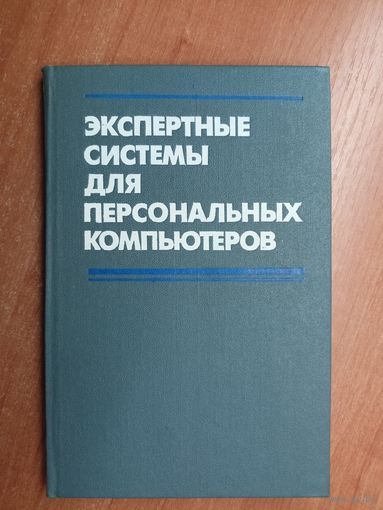 ЭКСПЕРТНЫЕ
СИСТЕМЫ
ДЛЯ
ПЕРСОНАЛЬНЫХ
КОМПЬЮТЕРОВ